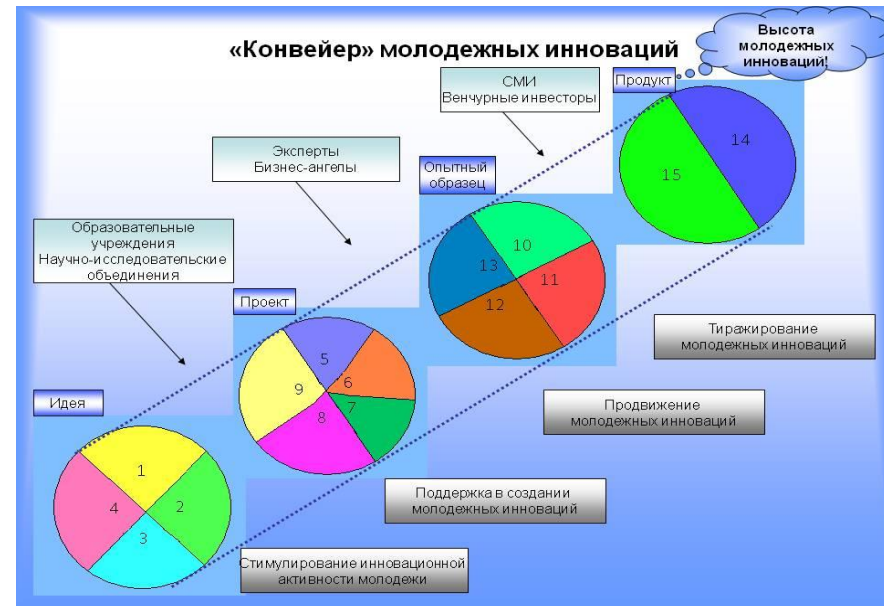 «Конвейер» молодежных инноваций
Высота
молодежных
инноваций!
СМИ
Венчурные инвесторы
Продукт
14
15
Эксперты
Бизнес-ангелы
Опытный
образец
10
11
12
13
Образовательные
учреждения
Научно-исследовательские
объединения
Проект
5
6
7
8
9
Тиражирование
молодежных инноваций
Идея
1
2
3
4
Продвижение
молодежных инноваций
Поддержка в создании
молодежных инноваций
Стимулирование инновационной
активности молодежи